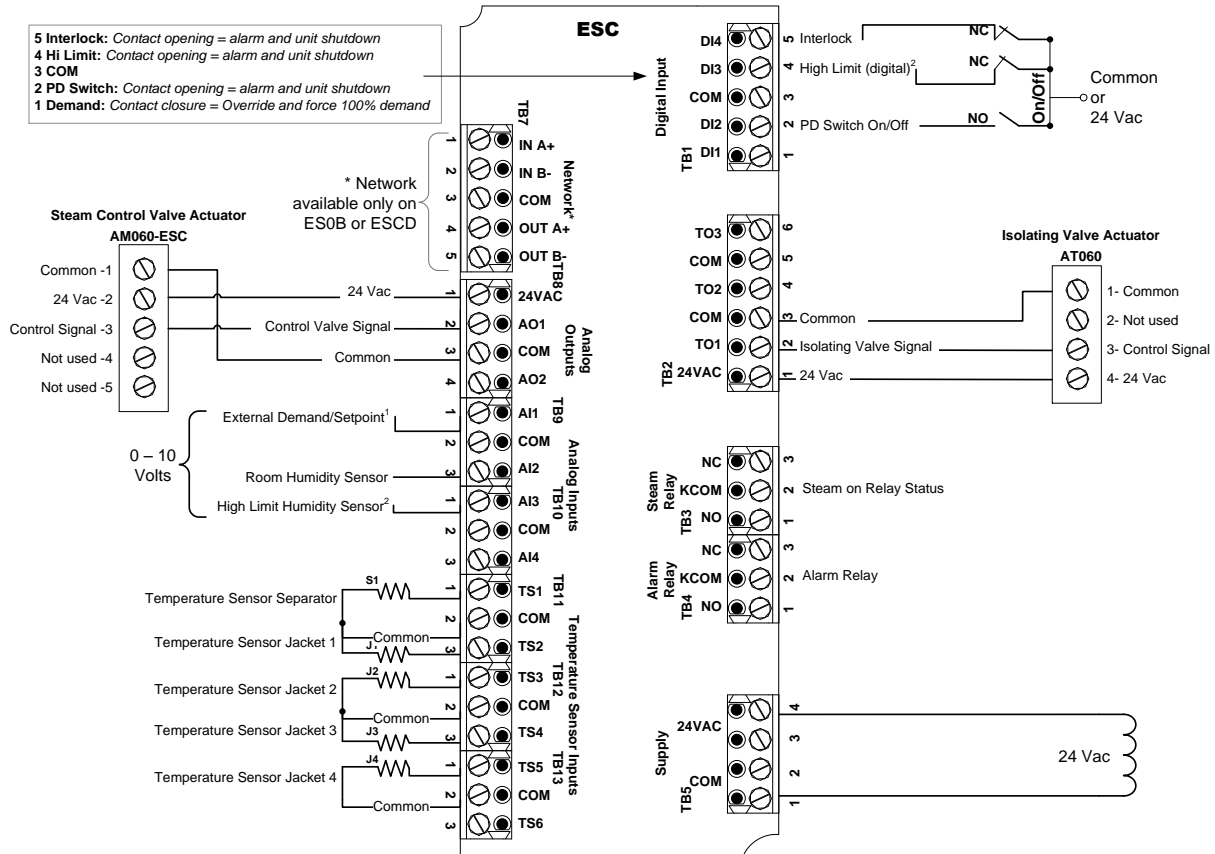 ESC
5 Interlock: Contact opening = alarm and unit shutdown
4 Hi Limit: Contact opening = alarm and unit shutdown
3 COM
2 PD Switch: Contact opening = alarm and unit shutdown
1 Demand: Contact closure = Override and force 100% demand
TB7
1
IN A+
2
IN B-
3
COM
4
OUT A+
5
OUT B-
Network*
* Network
available only on
ES0B or ESCD
Steam Control Valve Actuator
AM060-ESC
Common -1
24 Vac -2
Control Signal -3
Not used -4
Not used -5
24 Vac
Control Valve Signal
Common
TB8
1
24VAC
2
AO1
3
COM
4
AO2
Analog
Outputs
0 – 10
Volts
External Demand/Setpoint1
Room Humidity Sensor
High Limit Humidity Sensor2
TB9
1
AI1
2
COM
3
AI2
Analog Inputs
TB10
1
AI3
2
COM
3
AI4
Temperature Sensor Separator
S1
Common
Temperature Sensor Jacket 1
J1
TB11
1
TS1
2
COM
3
TS2
Temperature Sensor Inputs
Temperature Sensor Jacket 2
J2
Common
Temperature Sensor Jacket 3
J3
TB12
1
TS3
2
COM
3
TS4
Temperature Sensor Jacket 4
J4
Common
TB13
1
TS5
2
COM
3
TS6
Digital Input
TB1
DI4
5
Interlock
NC
DI3
4
High Limit (digital)2
NC
COM
3
DI2
2
PD Switch On/Off
NO
DI1
1
On/Off
Common
or
24 Vac
TB2
TO3
6
COM
5
TO2
4
COM
3
Common
TO1
2
Isolating Valve Signal
24VAC
1
24 Vac
Isolating Valve Actuator
AT060
1- Common
2- Not used
3- Control Signal
4- 24 Vac
Steam
Relay
TB3
NC
3
KCOM
2
Steam on Relay Status
NO
1
Alarm
Relay
TB4
NC
3
KCOM
2
Alarm Relay
NO
1
Supply
TB5
24VAC
4
3
COM
2
1
24 Vac